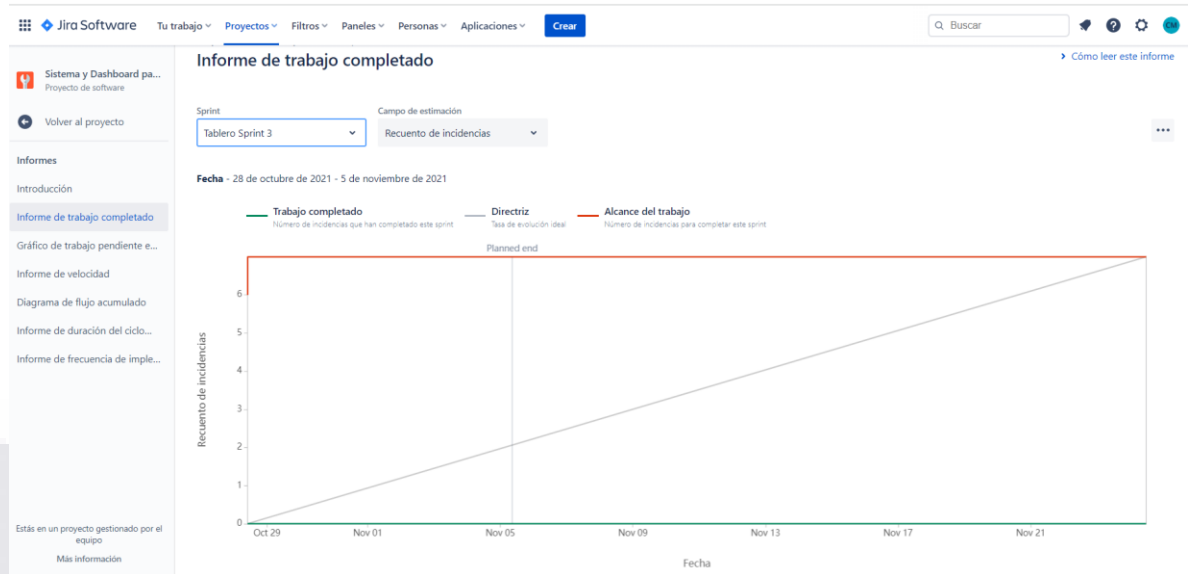 Jira Software Tu trabajo Proyectos Filtros Paneles Personas Aplicaciones Crear Buscar CM
Sistema y Dashboard pa...
Proyecto de software
Volver al proyecto
Informes
Introducción
Informe de trabajo completado
Gráfico de trabajo pendiente e...
Informe de velocidad
Diagrama de flujo acumulado
Informe de duración del ciclo...
Informe de frecuencia de imple...
Estás en un proyecto gestionado por el
equipo
Más información
Informe de trabajo completado
Cómo leer este informe
Sprint Campo de estimación
Tablero Sprint 3 Recuento de incidencias
Fecha - 28 de octubre de 2021 - 5 de noviembre de 2021
Trabajo completado Directriz Alcance del trabajo
Número de incidencias que han completado este sprint Tasa de evolución ideal Número de incidencias para completar este sprint
Planned end
Recuento de incidencias
6
5
4
3
2
1
0
Oct 29 Nov 01 Nov 05 Nov 09 Nov 13 Nov 17 Nov 21
Fecha